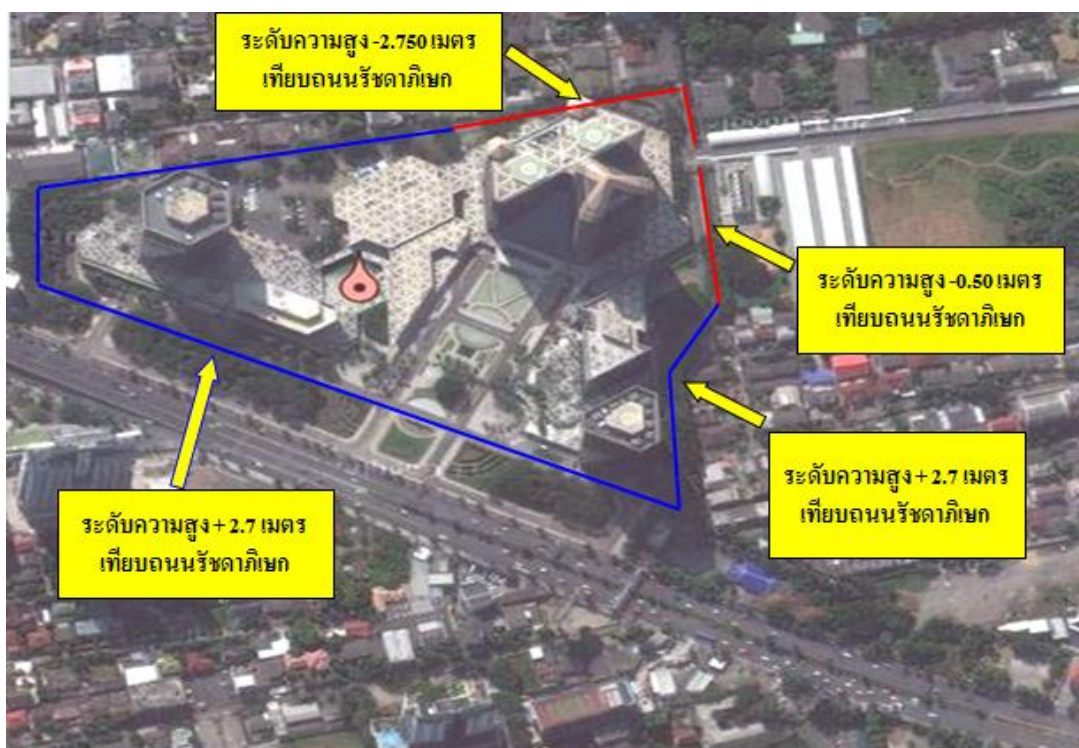 ระดับความสูง -2.750 เมตร
เทียบถนนรัชดาภิเษก
ระดับความสูง -0.50 เมตร
เทียบถนนรัชดาภิเษก
ระดับความสูง + 2.7 เมตร
เทียบถนนรัชดาภิเษก
ระดับความสูง + 2.7 เมตร
เทียบถนนรัชดาภิเษก